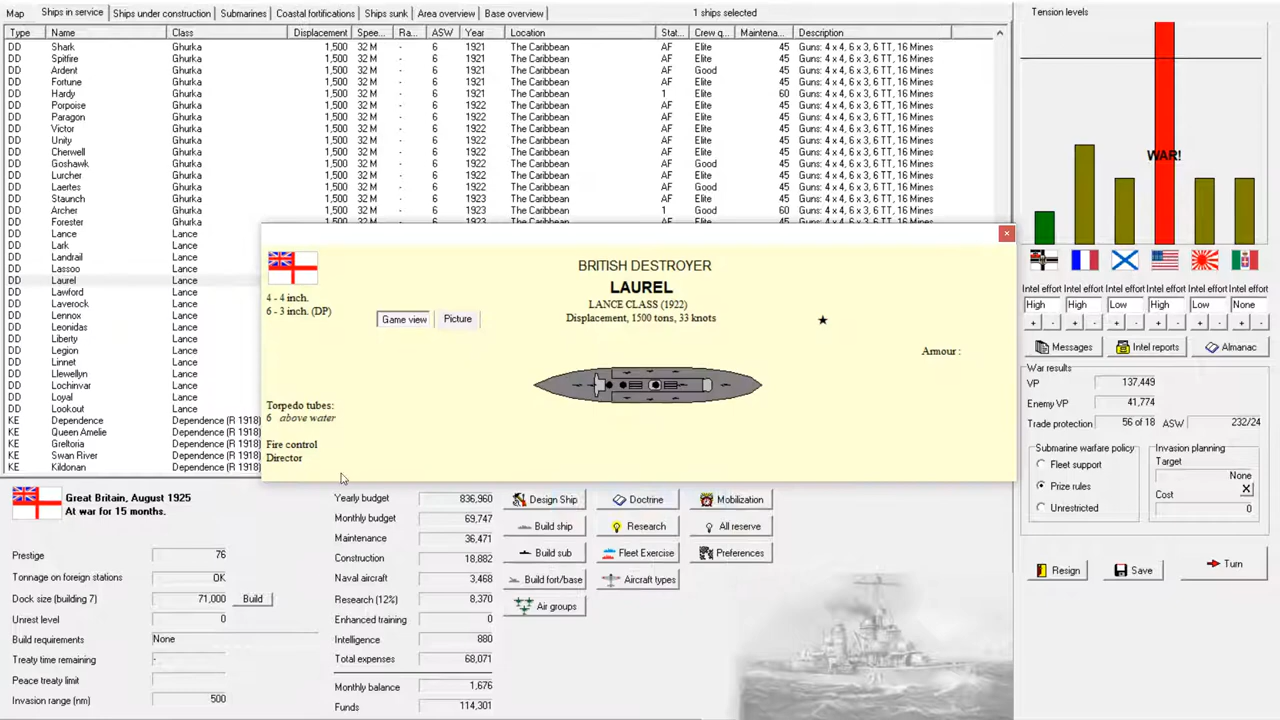 Map Ships in service Ships under construction Submarines Coastal fortifications Ships sunk Area overview Base overview 1 ships selected Tension levels
Type Name Class Displacement Spee... Ra... ASW Year Location Stat... Crew q... Maintena... Description
DD Shark Ghurka 1,500 32 M - 6 1921 The Caribbean AF Elite 45 Guns: 4 x 4, 6 x 3, 6 TT, 16 Mines
DD Spitfire Ghurka 1,500 32 M - 6 1921 The Caribbean AF Elite 45 Guns: 4 x 4, 6 x 3, 6 TT, 16 Mines
DD Ardent Ghurka 1,500 32 M - 6 1921 The Caribbean AF Good 45 Guns: 4 x 4, 6 x 3, 6 TT, 16 Mines
DD Fortune Ghurka 1,500 32 M - 6 1921 The Caribbean AF Elite 45 Guns: 4 x 4, 6 x 3, 6 TT, 16 Mines
DD Hardy Ghurka 1,500 32 M - 6 1921 The Caribbean 1 Good 60 Guns: 4 x 4, 6 x 3, 6 TT, 16 Mines
DD Porpoise Ghurka 1,500 32 M - 6 1922 The Caribbean AF Elite 45 Guns: 4 x 4, 6 x 3, 6 TT, 16 Mines
DD Paragon Ghurka 1,500 32 M - 6 1922 The Caribbean AF Elite 45 Guns: 4 x 4, 6 x 3, 6 TT, 16 Mines
DD Victor Ghurka 1,500 32 M - 6 1922 The Caribbean AF Elite 45 Guns: 4 x 4, 6 x 3, 6 TT, 16 Mines
DD Unity Ghurka 1,500 32 M - 6 1922 The Caribbean AF Elite 45 Guns: 4 x 4, 6 x 3, 6 TT, 16 Mines
DD Cherwell Ghurka 1,500 32 M - 6 1922 The Caribbean AF Elite 45 Guns: 4 x 4, 6 x 3, 6 TT, 16 Mines
DD Goshawk Ghurka 1,500 32 M - 6 1922 The Caribbean AF Good 45 Guns: 4 x 4, 6 x 3, 6 TT, 16 Mines
DD Lurcher Ghurka 1,500 32 M - 6 1922 The Caribbean AF Elite 45 Guns: 4 x 4, 6 x 3, 6 TT, 16 Mines
DD Laertes Ghurka 1,500 32 M - 6 1922 The Caribbean AF Good 45 Guns: 4 x 4, 6 x 3, 6 TT, 16 Mines
DD Staunch Ghurka 1,500 32 M - 6 1923 The Caribbean AF Elite 45 Guns: 4 x 4, 6 x 3, 6 TT, 16 Mines
DD Archer Ghurka 1,500 32 M - 6 1923 The Caribbean 1 Good 60 Guns: 4 x 4, 6 x 3, 6 TT, 16 Mines
DD Forester Ghurka 1,500 32 M - 6 1923 The Caribbean AF Elite 45 Guns: 4 x 4, 6 x 3, 6 TT, 16 Mines
WAR!
DD Lance Lance
DD Lark Lance
DD Landrail Lance
DD Lassoo Lance
DD Laurel Lance
DD Lawford Lance
DD Laverock Lance
DD Lennox Lance
DD Leonidas Lance
DD Liberty Lance
DD Legion Lance
DD Linnet Lance
DD Llewellyn Lance
DD Lochinvar Lance
DD Loyal Lance
DD Lookout Lance
KE Dependence Dependence (R 1918)
KE Queen Amelie Dependence (R 1918)
KE Greltoria Dependence (R 1918)
KE Swan River Dependence (R 1918)
KE Kildonan Dependence (R 1918)
BRITISH DESTROYER
LAUREL
LANCE CLASS (1922)
Displacement, 1500 tons, 33 knots
4 - 4 inch.
6 - 3 inch. (DP)
Game view Picture
Armour :
Torpedo tubes:
6 above water
Fire control
Director
Intel effort Intel effort Intel effort Intel effort Intel effort Intel effort
High High Low High Low None
+ - + - + - + - + - + -
Messages Intel reports Almanac
War results
VP 137,449
Enemy VP 41,774
Trade protection 56 of 18 ASW 232/24
Submarine warfare policy Invasion planning
Fleet support Target
None
Prize rules Cost X
Unrestricted 0
Resign Save Turn
Great Britain, August 1925
At war for 15 months.
Prestige 76
Tonnage on foreign stations OK
Dock size (building 7) 71,000 Build
Unrest level 0
Build requirements None
Treaty time remaining -
Peace treaty limit
Invasion range (nm) 500
Yearly budget 836,960
Monthly budget 69,747
Maintenance 36,471
Construction 18,882
Naval aircraft 3,468
Research (12%) 8,370
Enhanced training 0
Intelligence 880
Total expenses 68,071
Monthly balance 1,676
Funds 114,301
Design Ship Doctrine Mobilization
Build ship Research All reserve
Build sub Fleet Exercise Preferences
Build fort/base Aircraft types
Air groups